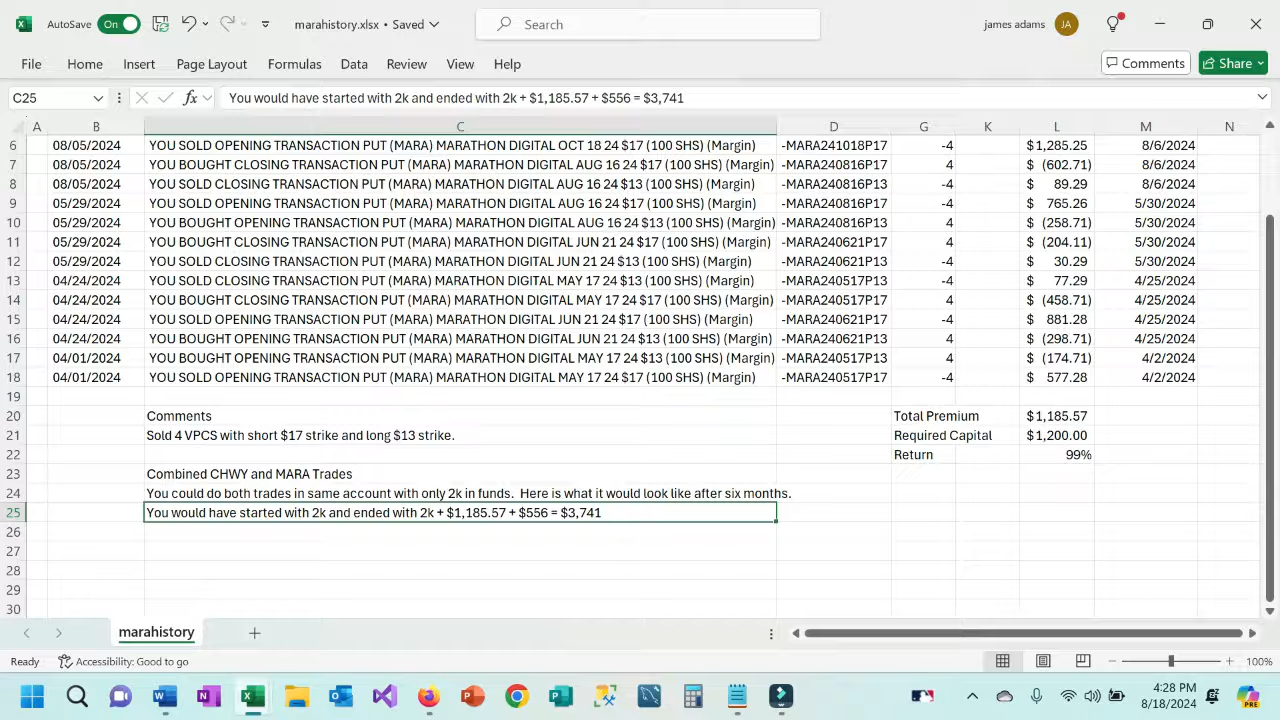 AutoSave On marahistory.xlsx • Saved Search james adams JA
File Home Insert Page Layout Formulas Data Review View Help Comments Share
C25 fx You would have started with 2k and ended with 2k + $1,185.57 + $556 = $3,741
A B C D G K L M N
6 08/05/2024 YOU SOLD OPENING TRANSACTION PUT (MARA) MARATHON DIGITAL OCT 18 24 $17 (100 SHS) (Margin) -MARA241018P17 -4 $1,285.25 8/6/2024
7 08/05/2024 YOU BOUGHT CLOSING TRANSACTION PUT (MARA) MARATHON DIGITAL AUG 16 24 $17 (100 SHS) (Margin) -MARA240816P17 4 $ (602.71) 8/6/2024
8 08/05/2024 YOU SOLD CLOSING TRANSACTION PUT (MARA) MARATHON DIGITAL AUG 16 24 $13 (100 SHS) (Margin) -MARA240816P13 -4 $ 89.29 8/6/2024
9 05/29/2024 YOU SOLD OPENING TRANSACTION PUT (MARA) MARATHON DIGITAL AUG 16 24 $17 (100 SHS) (Margin) -MARA240816P17 -4 $ 765.26 5/30/2024
10 05/29/2024 YOU BOUGHT OPENING TRANSACTION PUT (MARA) MARATHON DIGITAL AUG 16 24 $13 (100 SHS) (Margin) -MARA240816P13 4 $ (258.71) 5/30/2024
11 05/29/2024 YOU BOUGHT CLOSING TRANSACTION PUT (MARA) MARATHON DIGITAL JUN 21 24 $17 (100 SHS) (Margin) -MARA240621P17 4 $ (204.11) 5/30/2024
12 05/29/2024 YOU SOLD CLOSING TRANSACTION PUT (MARA) MARATHON DIGITAL JUN 21 24 $13 (100 SHS) (Margin) -MARA240621P13 -4 $ 30.29 5/30/2024
13 04/24/2024 YOU SOLD CLOSING TRANSACTION PUT (MARA) MARATHON DIGITAL MAY 17 24 $13 (100 SHS) (Margin) -MARA240517P13 -4 $ 77.29 4/25/2024
14 04/24/2024 YOU BOUGHT CLOSING TRANSACTION PUT (MARA) MARATHON DIGITAL MAY 17 24 $17 (100 SHS) (Margin) -MARA240517P17 4 $ (458.71) 4/25/2024
15 04/24/2024 YOU SOLD OPENING TRANSACTION PUT (MARA) MARATHON DIGITAL JUN 21 24 $17 (100 SHS) (Margin) -MARA240621P17 -4 $ 881.28 4/25/2024
16 04/24/2024 YOU BOUGHT OPENING TRANSACTION PUT (MARA) MARATHON DIGITAL JUN 21 24 $13 (100 SHS) (Margin) -MARA240621P13 4 $ (298.71) 4/25/2024
17 04/01/2024 YOU BOUGHT OPENING TRANSACTION PUT (MARA) MARATHON DIGITAL MAY 17 24 $13 (100 SHS) (Margin) -MARA240517P13 4 $ (174.71) 4/2/2024
18 04/01/2024 YOU SOLD OPENING TRANSACTION PUT (MARA) MARATHON DIGITAL MAY 17 24 $17 (100 SHS) (Margin) -MARA240517P17 -4 $ 577.28 4/2/2024
19
20 Comments Total Premium $1,185.57
21 Sold 4 VPCS with short $17 strike and long $13 strike. Required Capital $1,200.00
22 Return 99%
23 Combined CHWY and MARA Trades
24 You could do both trades in same account with only 2k in funds. Here is what it would look like after six months.
25 You would have started with 2k and ended with 2k + $1,185.57 + $556 = $3,741
26
27
28
29
30
marahistory
Ready Accessibility: Good to go 100%
4:28 PM
8/18/2024